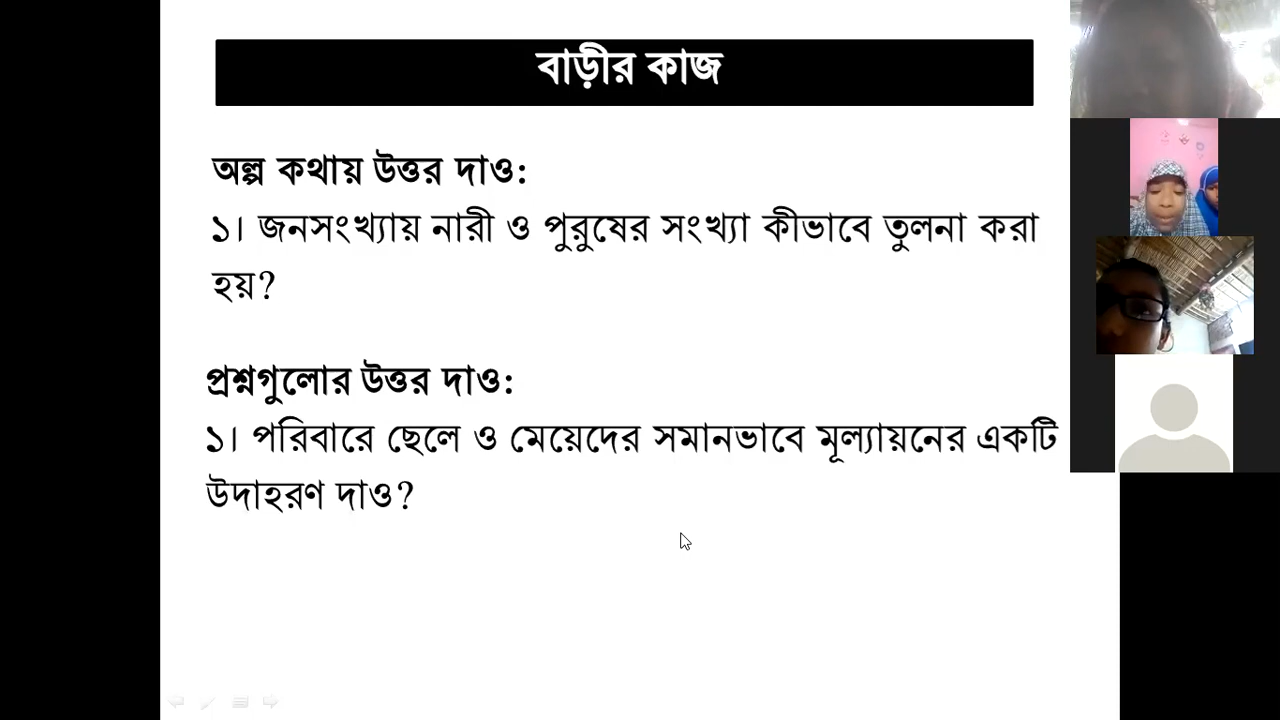 বাড়ীর কাজ
অল্প কথায় উত্তর দাও:
১। জনসংখ্যায় নারী ও পুরুষের সংখ্যা কীভাবে তুলনা করা
হয়?
প্রশ্নগুলোর উত্তর দাও:
১। পরিবারে ছেলে ও মেয়েদের সমানভাবে মূল্যায়নের একটি
উদাহরণ দাও?